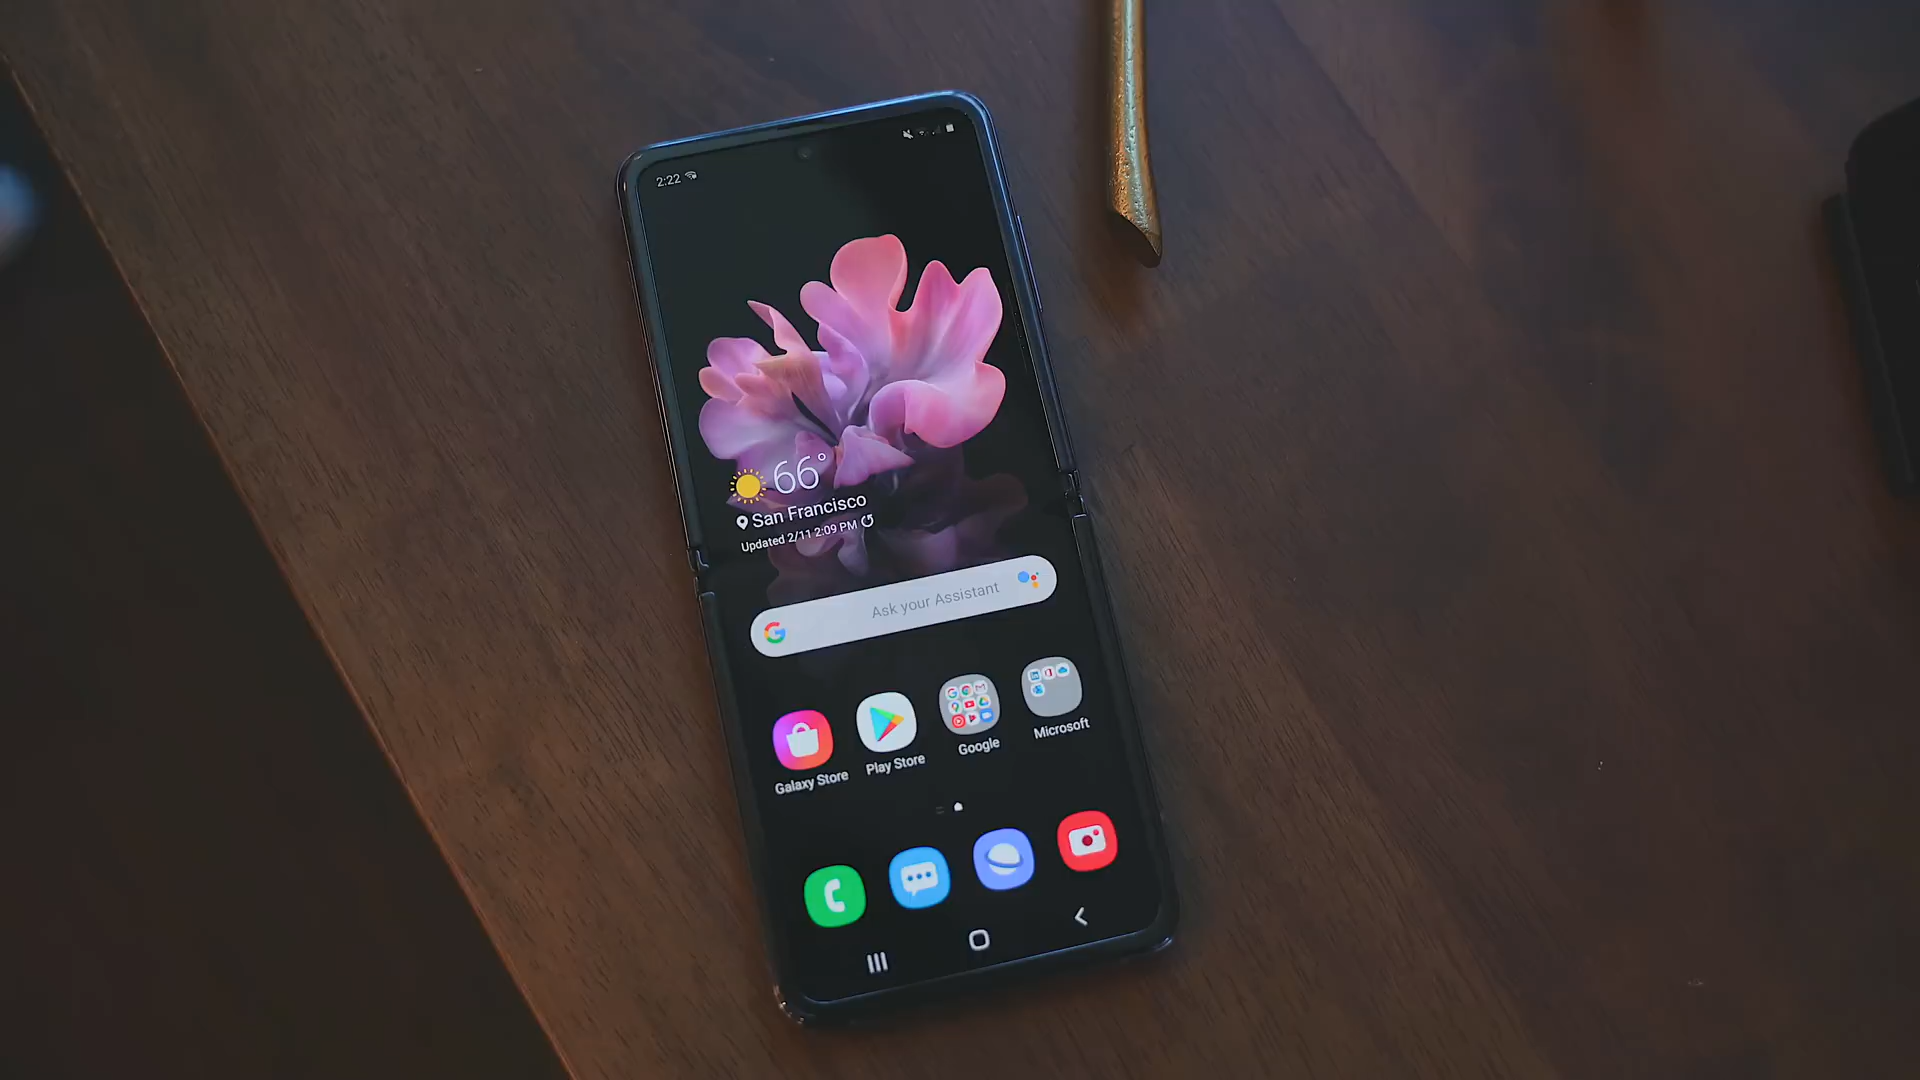 2:22
66°
San Francisco
Updated 2/11 2:09 PM
Ask your Assistant
Galaxy Store
Play Store
Google
Microsoft